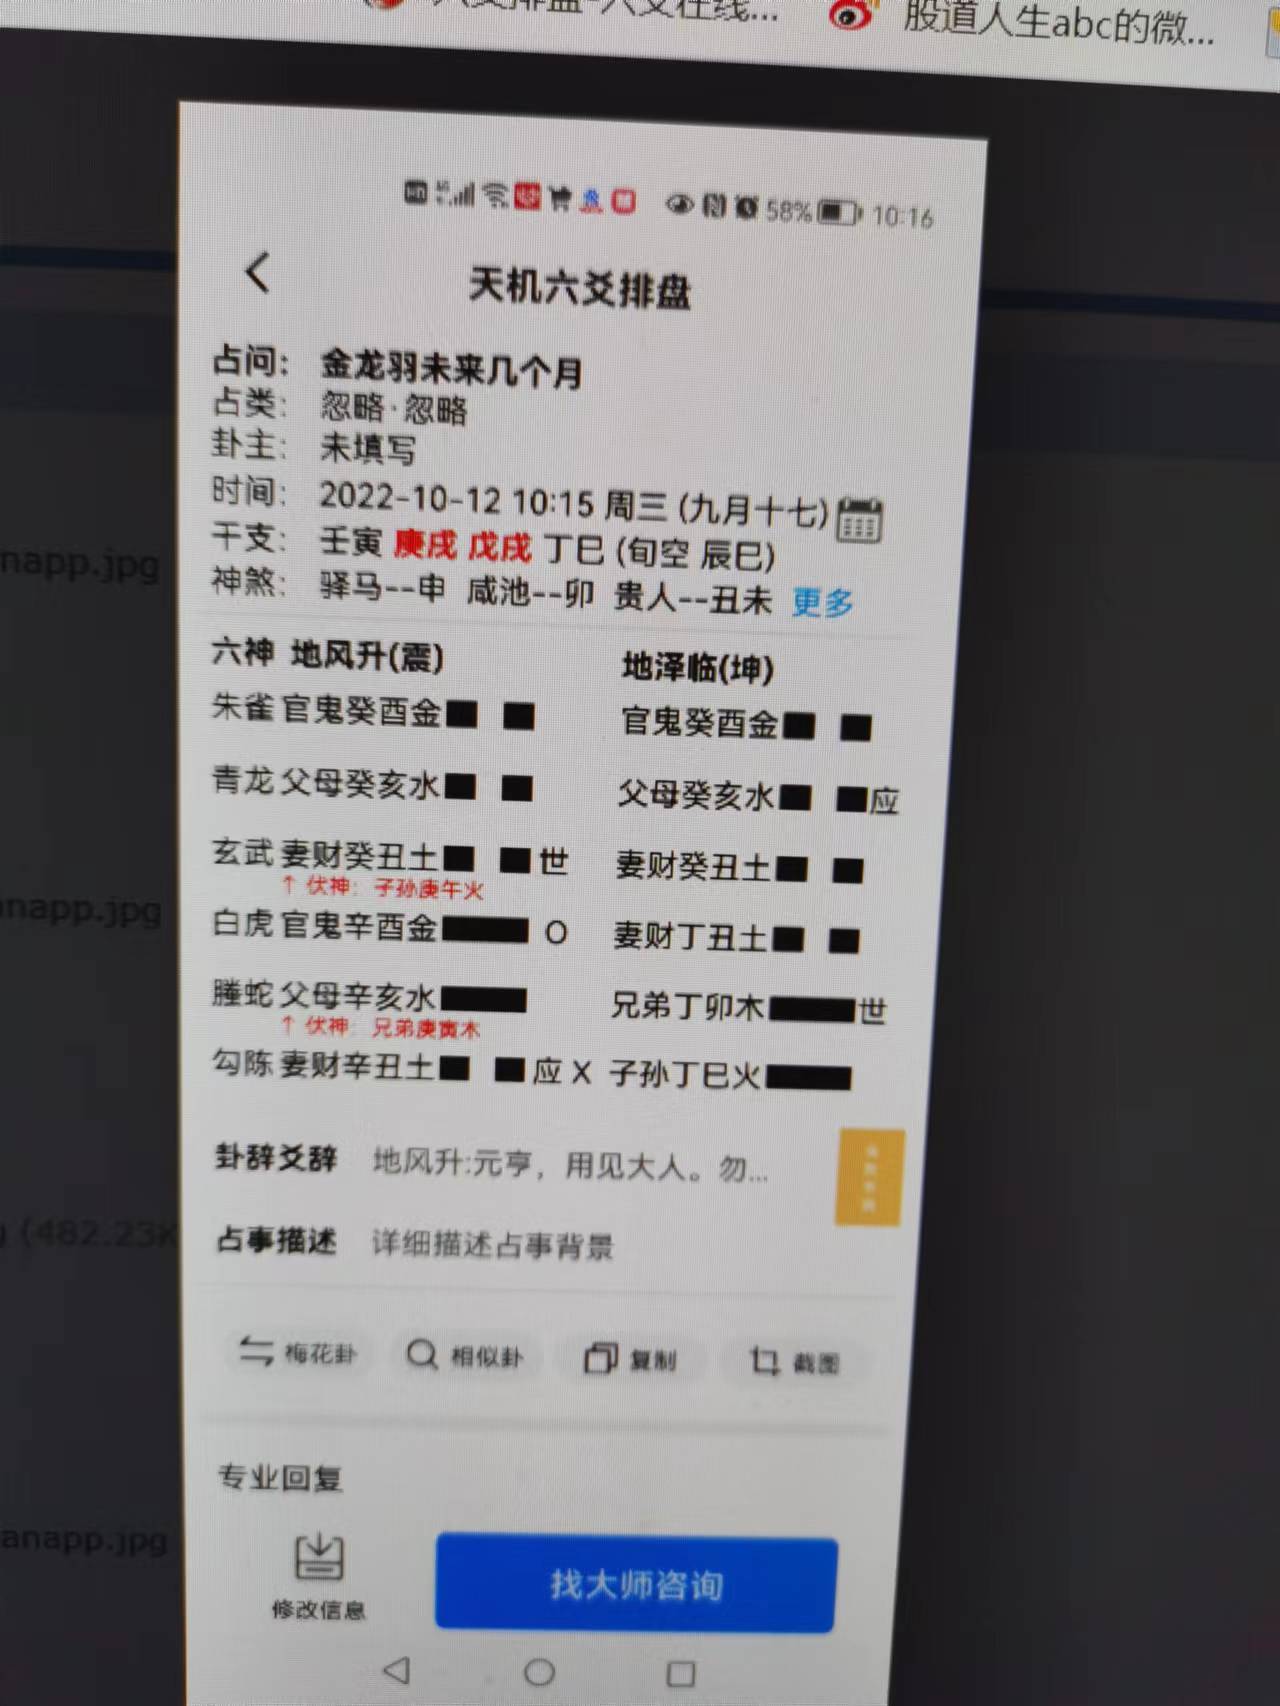 六爻排盘-六爻在线...
股道人生abc的微...
58% 10:16
天机六爻排盘
占问： 金龙羽未来几个月
占类： 忽略·忽略
卦主： 未填写
时间： 2022-10-12 10:15 周三 (九月十七)
干支： 壬寅 庚戌 戊戌 丁巳 (旬空 辰巳)
神煞： 驿马--申 咸池--卯 贵人--丑未 更多
六神 地风升(震) 地泽临(坤)
朱雀 官鬼癸酉金 官鬼癸酉金
青龙 父母癸亥水 父母癸亥水 应
玄武 妻财癸丑土 世 妻财癸丑土
↑ 伏神： 子孙庚午火
白虎 官鬼辛酉金 O 妻财丁丑土
螣蛇 父母辛亥水 兄弟丁卯木 世
↑ 伏神： 兄弟庚寅木
勾陈 妻财辛丑土 应 X 子孙丁巳火
卦辞爻辞 地风升:元亨，用见大人。勿...
占事描述 详细描述占事背景
梅花卦 相似卦 复制 截图
专业回复
修改信息 找大师咨询
napp.jpg
napp.jpg
(482.23K
anapp.jpg